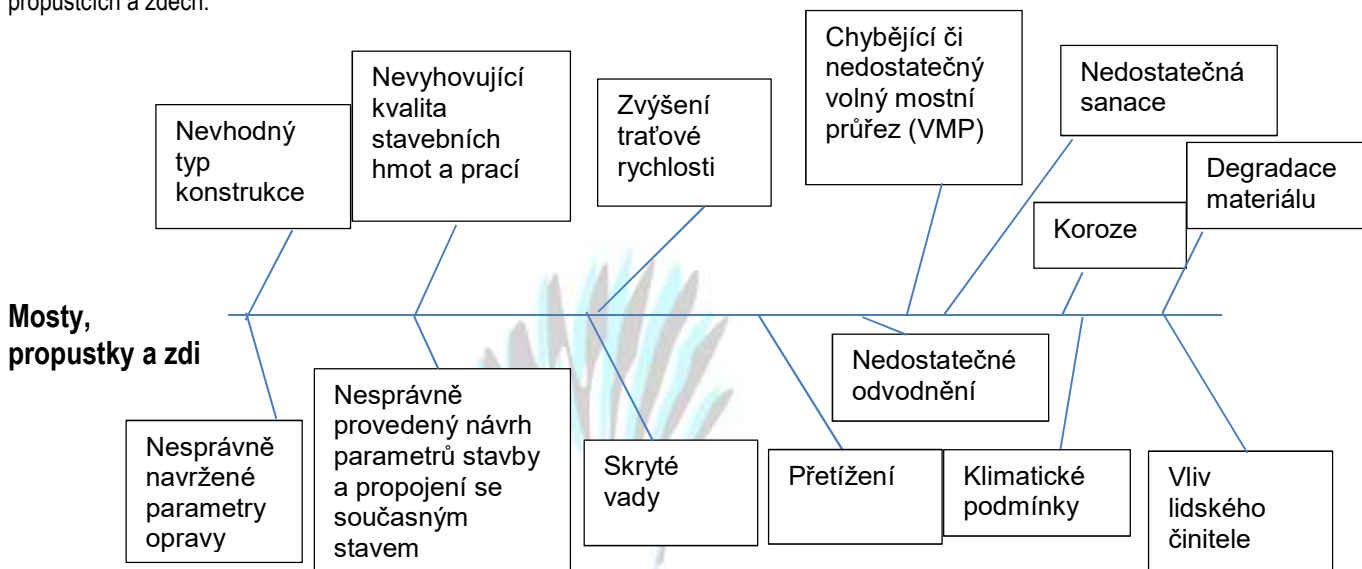 propustcích a zdech.
Nevhodný
typ
konstrukce
Nevyhovující
kvalita
stavebních
hmot a prací
Zvýšení
traťové
rychlosti
Chybějící či
nedostatečný
volný mostní
průřez (VMP)
Nedostatečná
sanace
Koroze
Degradace
materiálu
Mosty,
propustky a zdi
Nesprávně
navržené
parametry
opravy
Nesprávně
provedený návrh
parametrů stavby
a propojení se
současným
stavem
Skryté
vady
Přetížení
Nedostatečné
odvodnění
Klimatické
podmínky
Vliv
lidského
činitele